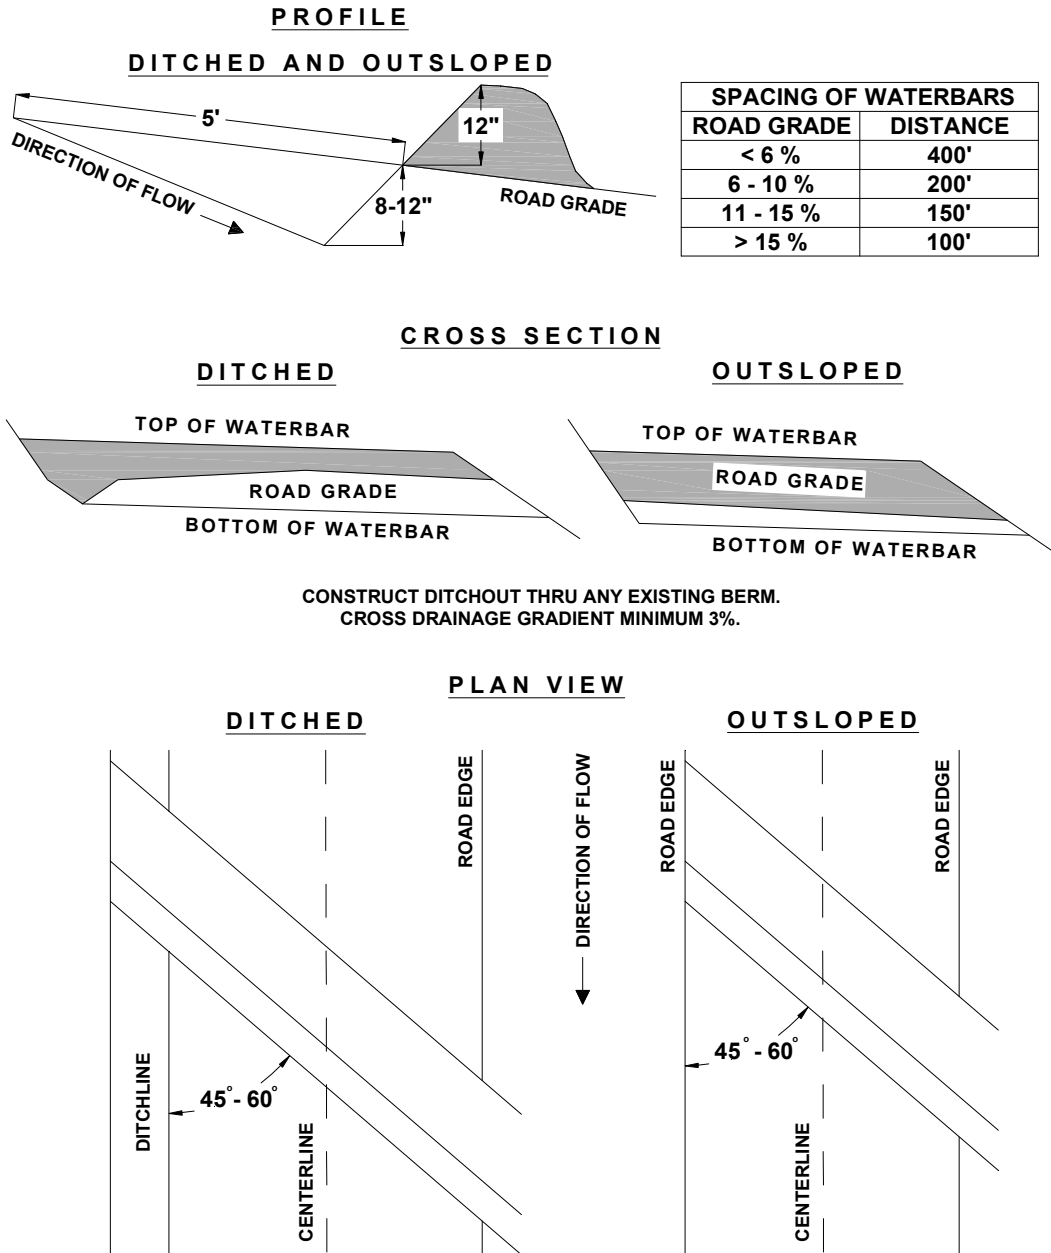 PROFILE
DITCHED AND OUTSLOPED
5'
12"
DIRECTION OF FLOW
8-12"
ROAD GRADE
SPACING OF WATERBARS
ROAD GRADE DISTANCE
< 6 % 400'
6 - 10 % 200'
11 - 15 % 150'
> 15 % 100'
CROSS SECTION
DITCHED
TOP OF WATERBAR
ROAD GRADE
BOTTOM OF WATERBAR
OUTSLOPED
TOP OF WATERBAR
ROAD GRADE
BOTTOM OF WATERBAR
CONSTRUCT DITCHOUT THRU ANY EXISTING BERM.
CROSS DRAINAGE GRADIENT MINIMUM 3%.
PLAN VIEW
DITCHED
ROAD EDGE
45° - 60°
DITCHLINE
CENTERLINE
DIRECTION OF FLOW
OUTSLOPED
ROAD EDGE
ROAD EDGE
45° - 60°
CENTERLINE